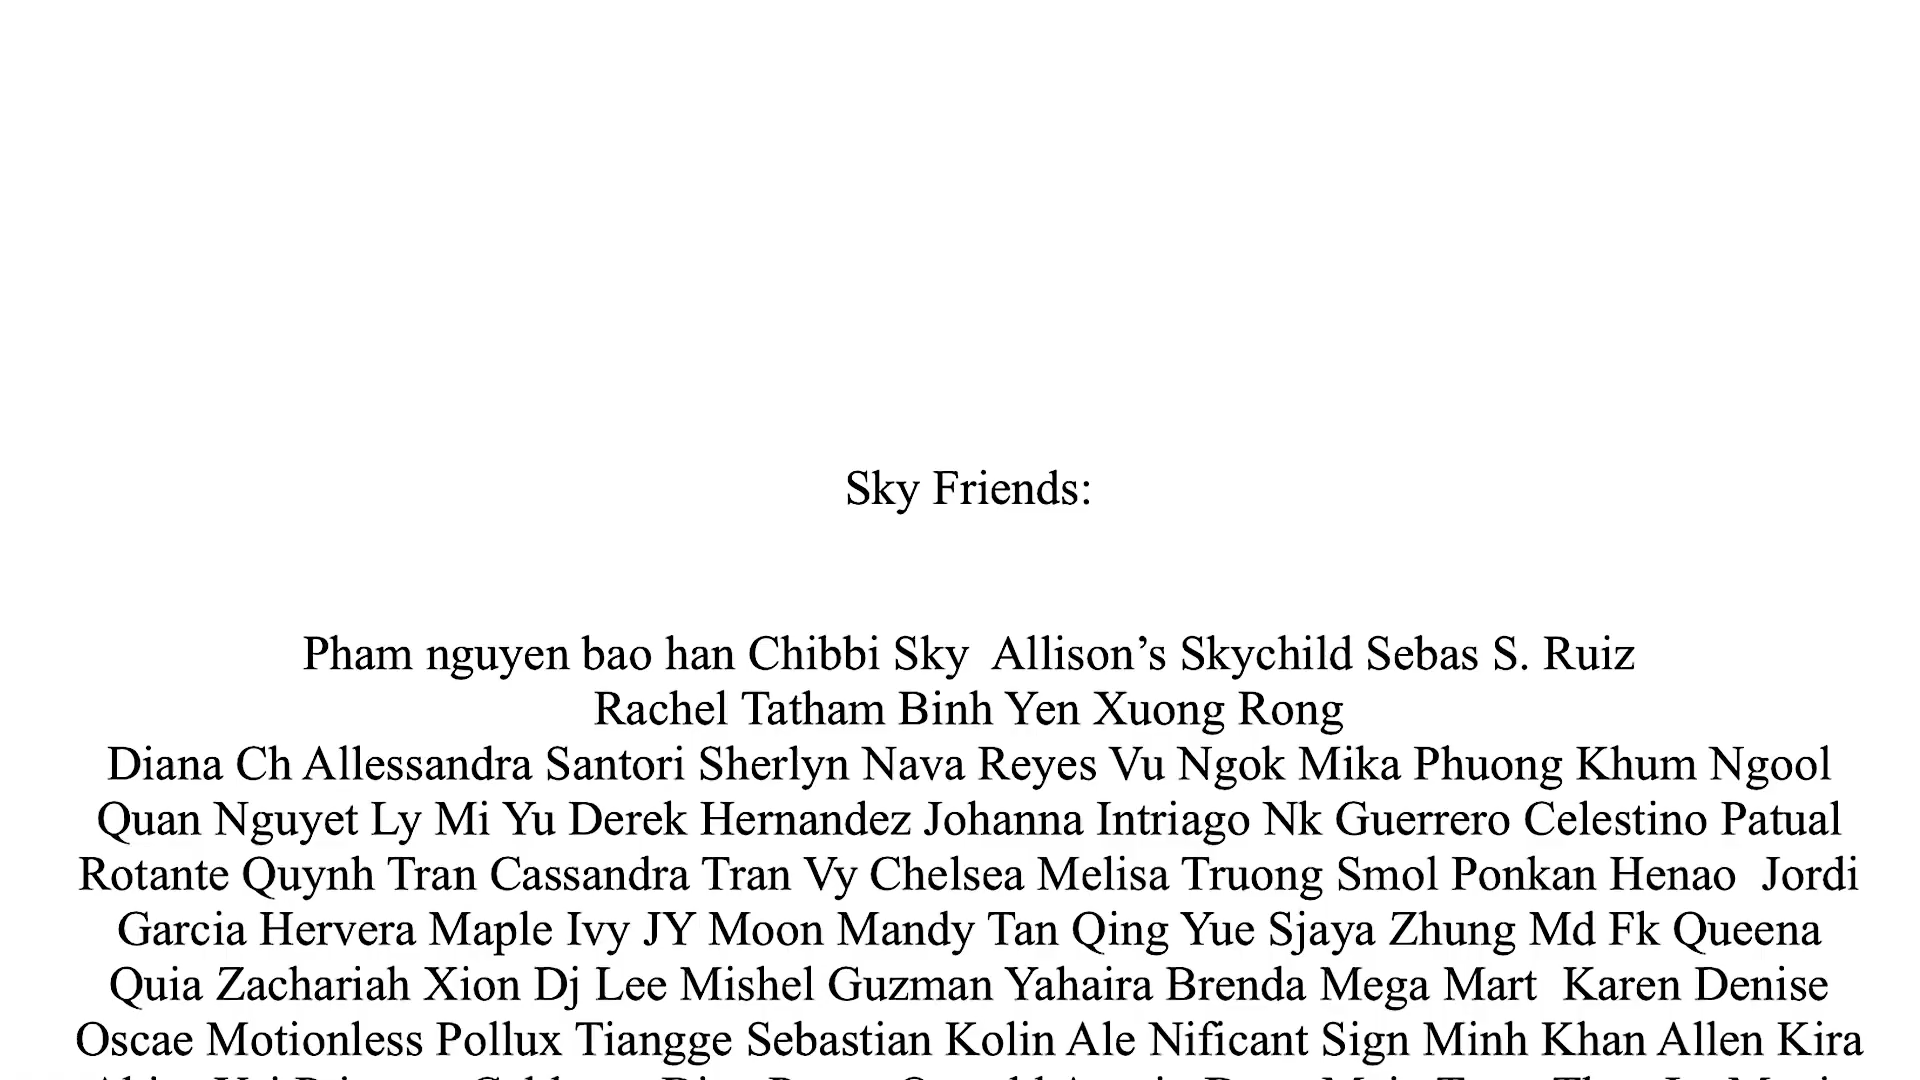 Sky Friends:
Pham nguyen bao han Chibbi Sky  Allison’s Skychild Sebas S. Ruiz
Rachel Tatham Binh Yen Xuong Rong
Diana Ch Allessandra Santori Sherlyn Nava Reyes Vu Ngok Mika Phuong Khum Ngool
Quan Nguyet Ly Mi Yu Derek Hernandez Johanna Intriago Nk Guerrero Celestino Patual
Rotante Quynh Tran Cassandra Tran Vy Chelsea Melisa Truong Smol Ponkan Henao  Jordi
Garcia Hervera Maple Ivy JY Moon Mandy Tan Qing Yue Sjaya Zhung Md Fk Queena
Quia Zachariah Xion Dj Lee Mishel Guzman Yahaira Brenda Mega Mart  Karen Denise
Oscae Motionless Pollux Tiangge Sebastian Kolin Ale Nificant Sign Minh Khan Allen Kira